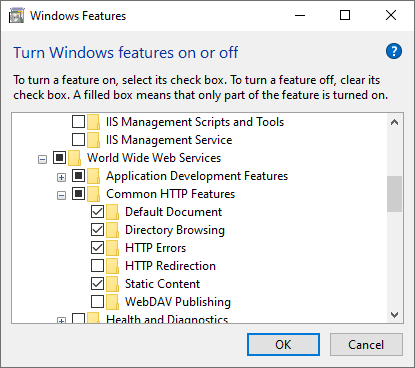 Windows Features
Turn Windows features on or off
?
To turn a feature on, select its check box. To turn a feature off, clear its
check box. A filled box means that only part of the feature is turned on.
IIS Management Scripts and Tools
IIS Management Service
World Wide Web Services
Application Development Features
Common HTTP Features
Default Document
Directory Browsing
HTTP Errors
HTTP Redirection
Static Content
WebDAV Publishing
Health and Diagnostics
OK
Cancel